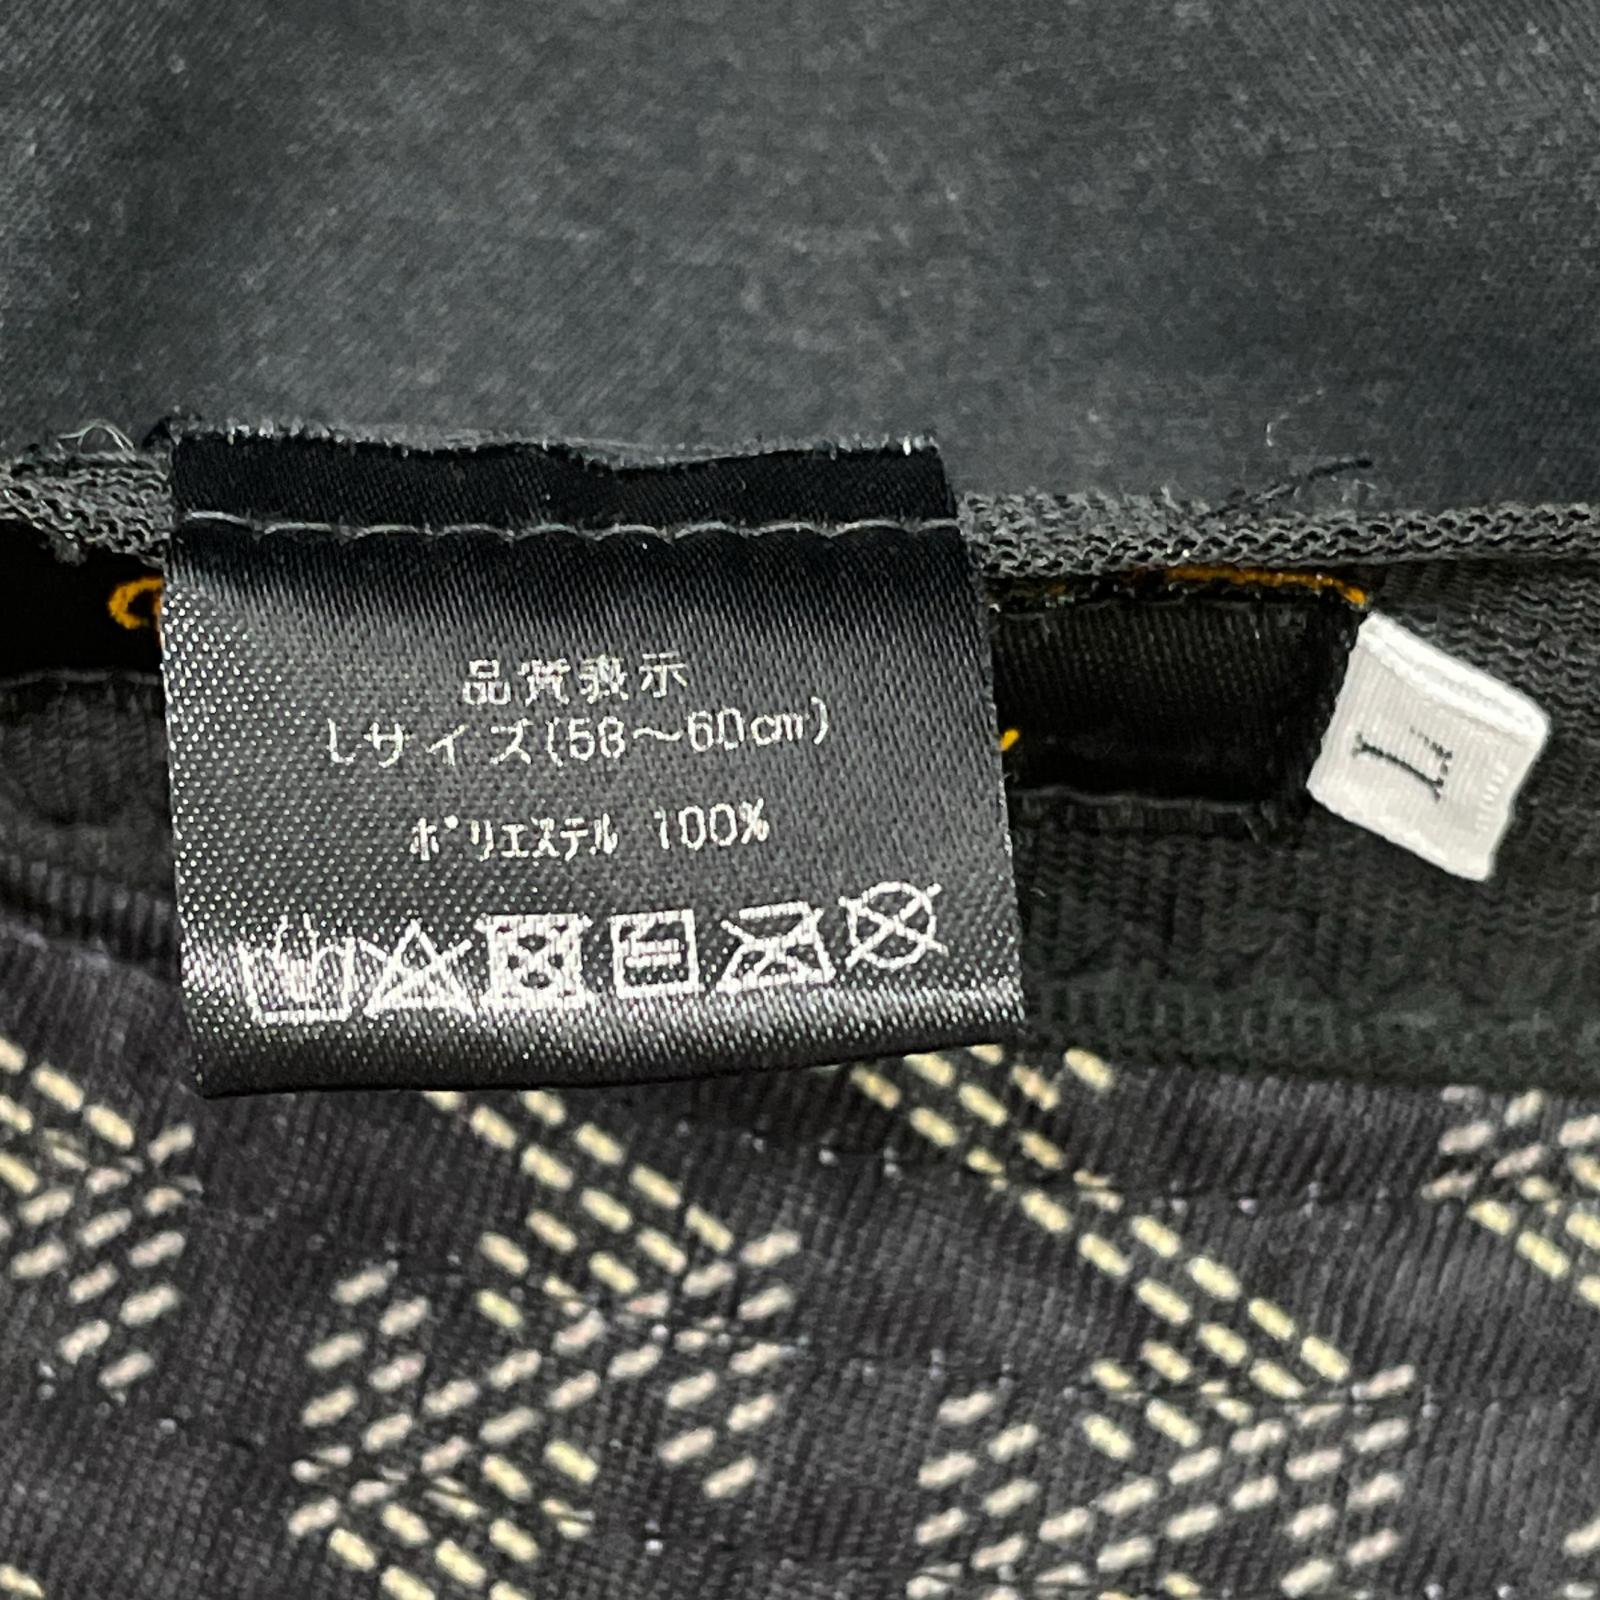 品質表示
Lサイズ(58～60cm)
ポリエステル 100%
L